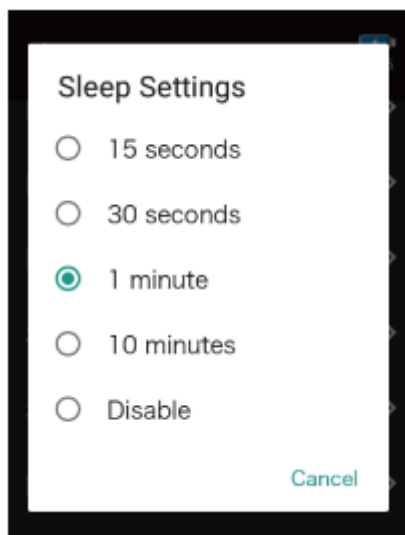 Sleep Settings
15 seconds
30 seconds
1 minute
10 minutes
Disable
Cancel